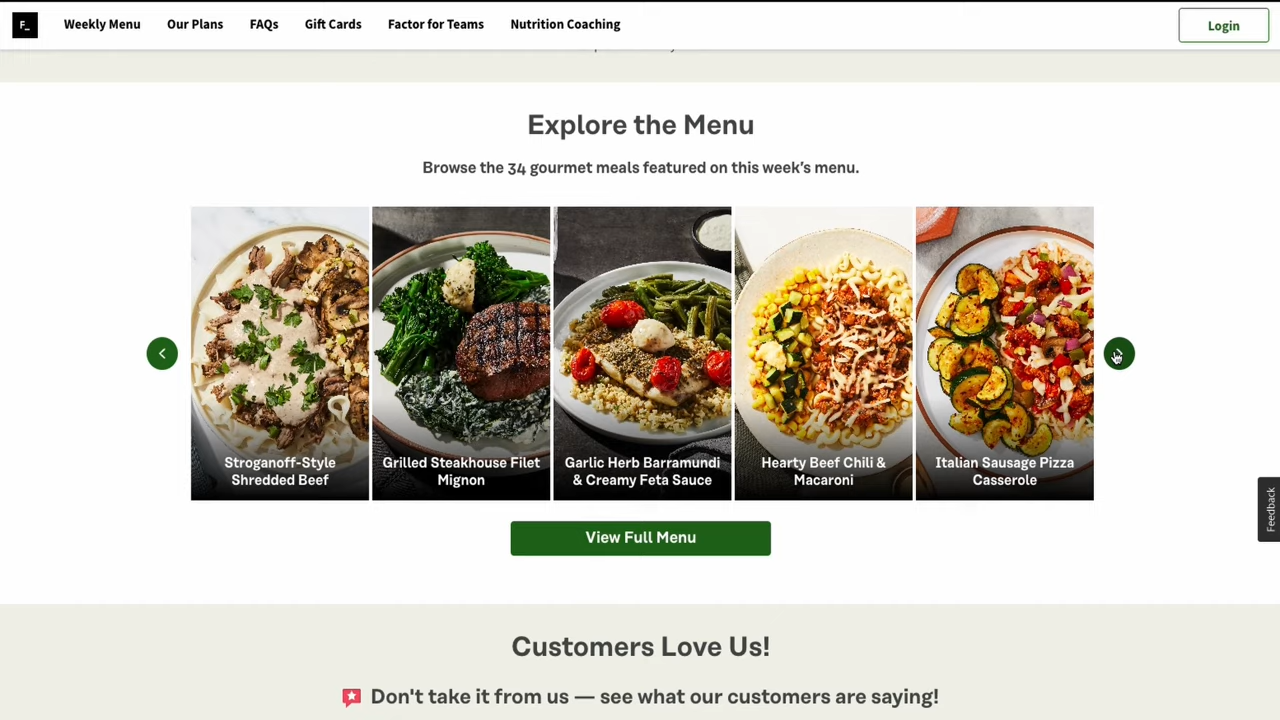 F_
Weekly Menu
Our Plans
FAQs
Gift Cards
Factor for Teams
Nutrition Coaching
Login
Explore the Menu
Browse the 34 gourmet meals featured on this week's menu.
Stroganoff-Style
Shredded Beef
Grilled Steakhouse Filet
Mignon
Garlic Herb Barramundi
& Creamy Feta Sauce
Hearty Beef Chili &
Macaroni
Italian Sausage Pizza
Casserole
View Full Menu
Feedback
Customers Love Us!
Don't take it from us — see what our customers are saying!